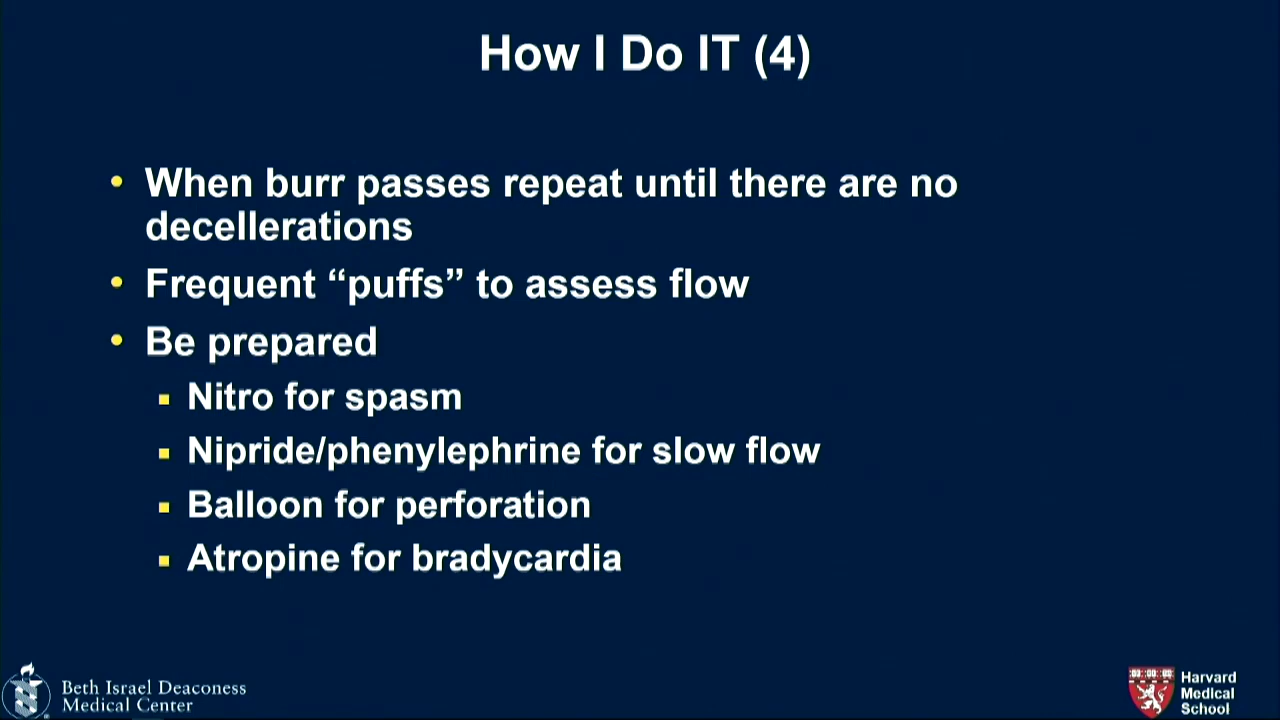 How I Do IT (4)
• When burr passes repeat until there are no
decellerations
• Frequent “puffs” to assess flow
• Be prepared
▪ Nitro for spasm
▪ Nipride/phenylephrine for slow flow
▪ Balloon for perforation
▪ Atropine for bradycardia
Beth Israel Deaconess
Medical Center
Harvard
Medical
School